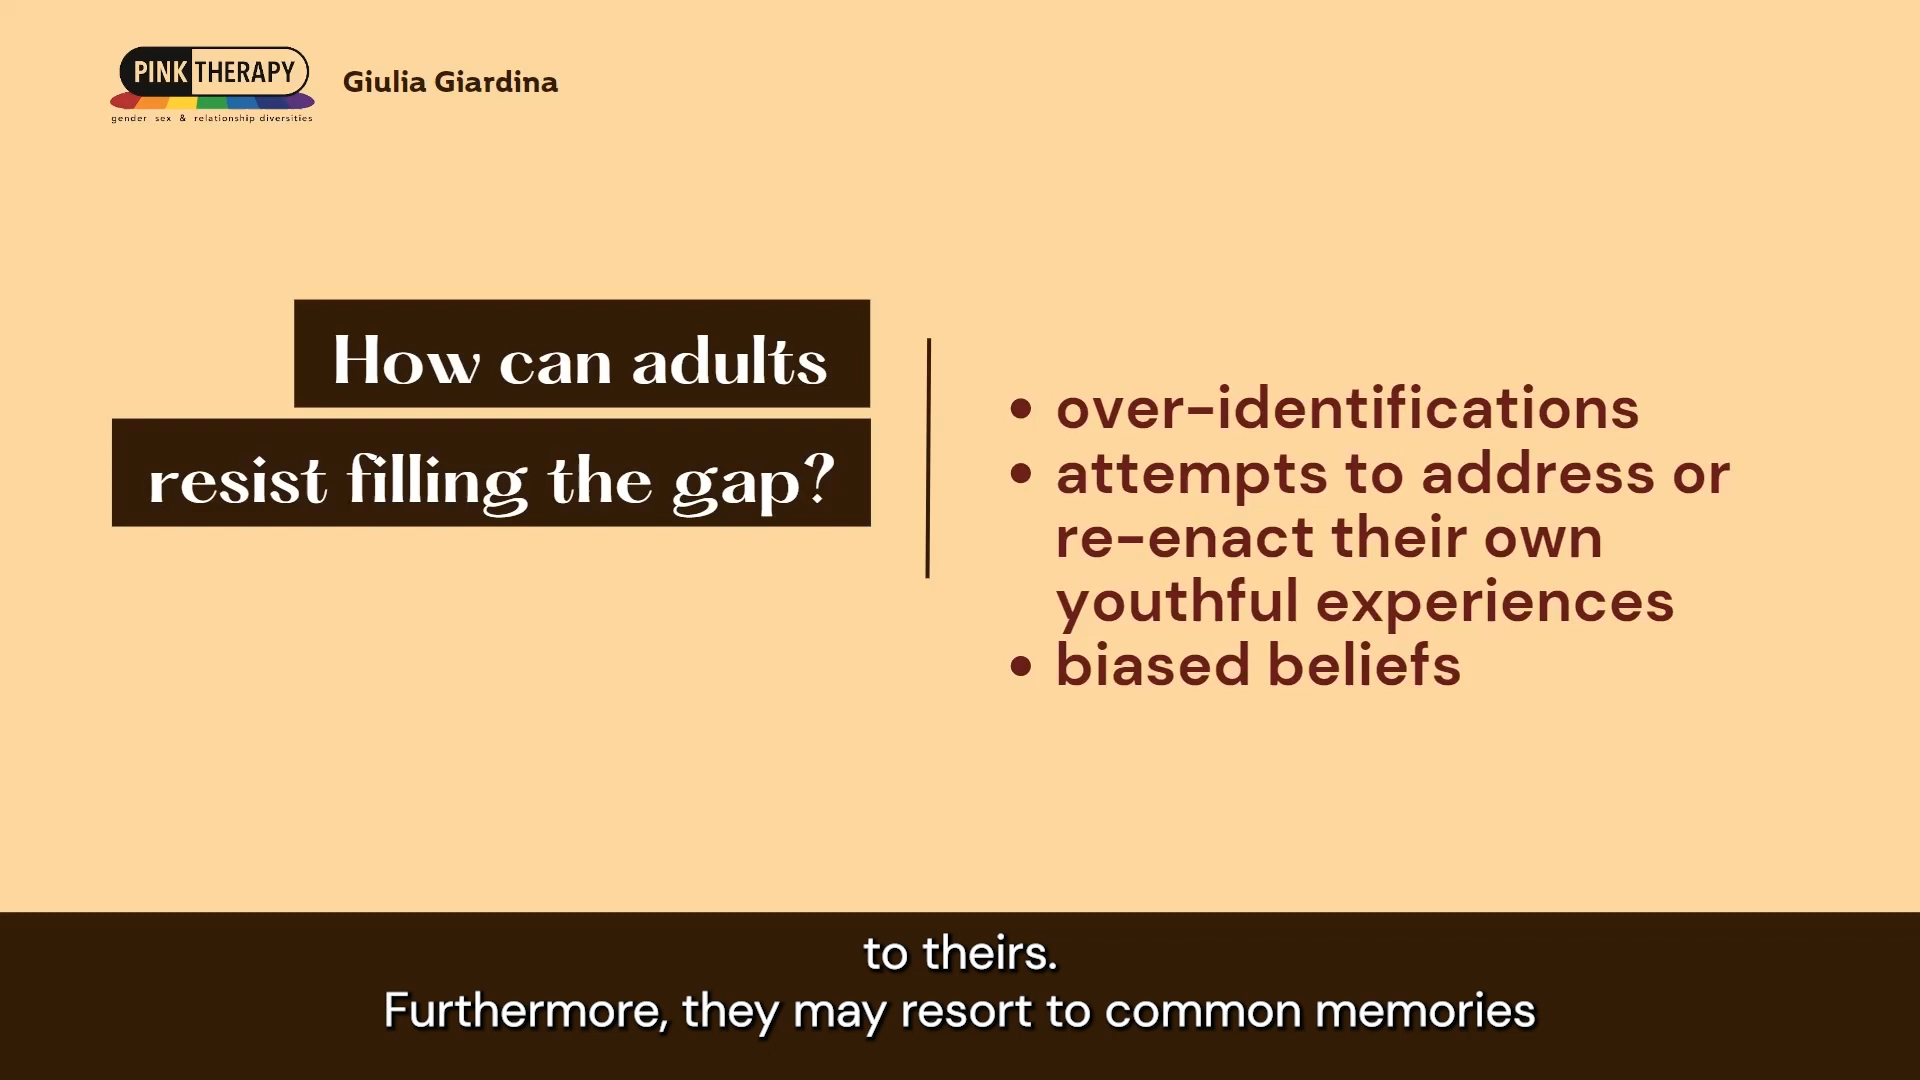 PINK THERAPY
gender sex & relationship diversities
Giulia Giardina
How can adults
resist filling the gap?
• over-identifications
• attempts to address or
re-enact their own
youthful experiences
• biased beliefs
to theirs.
Furthermore, they may resort to common memories